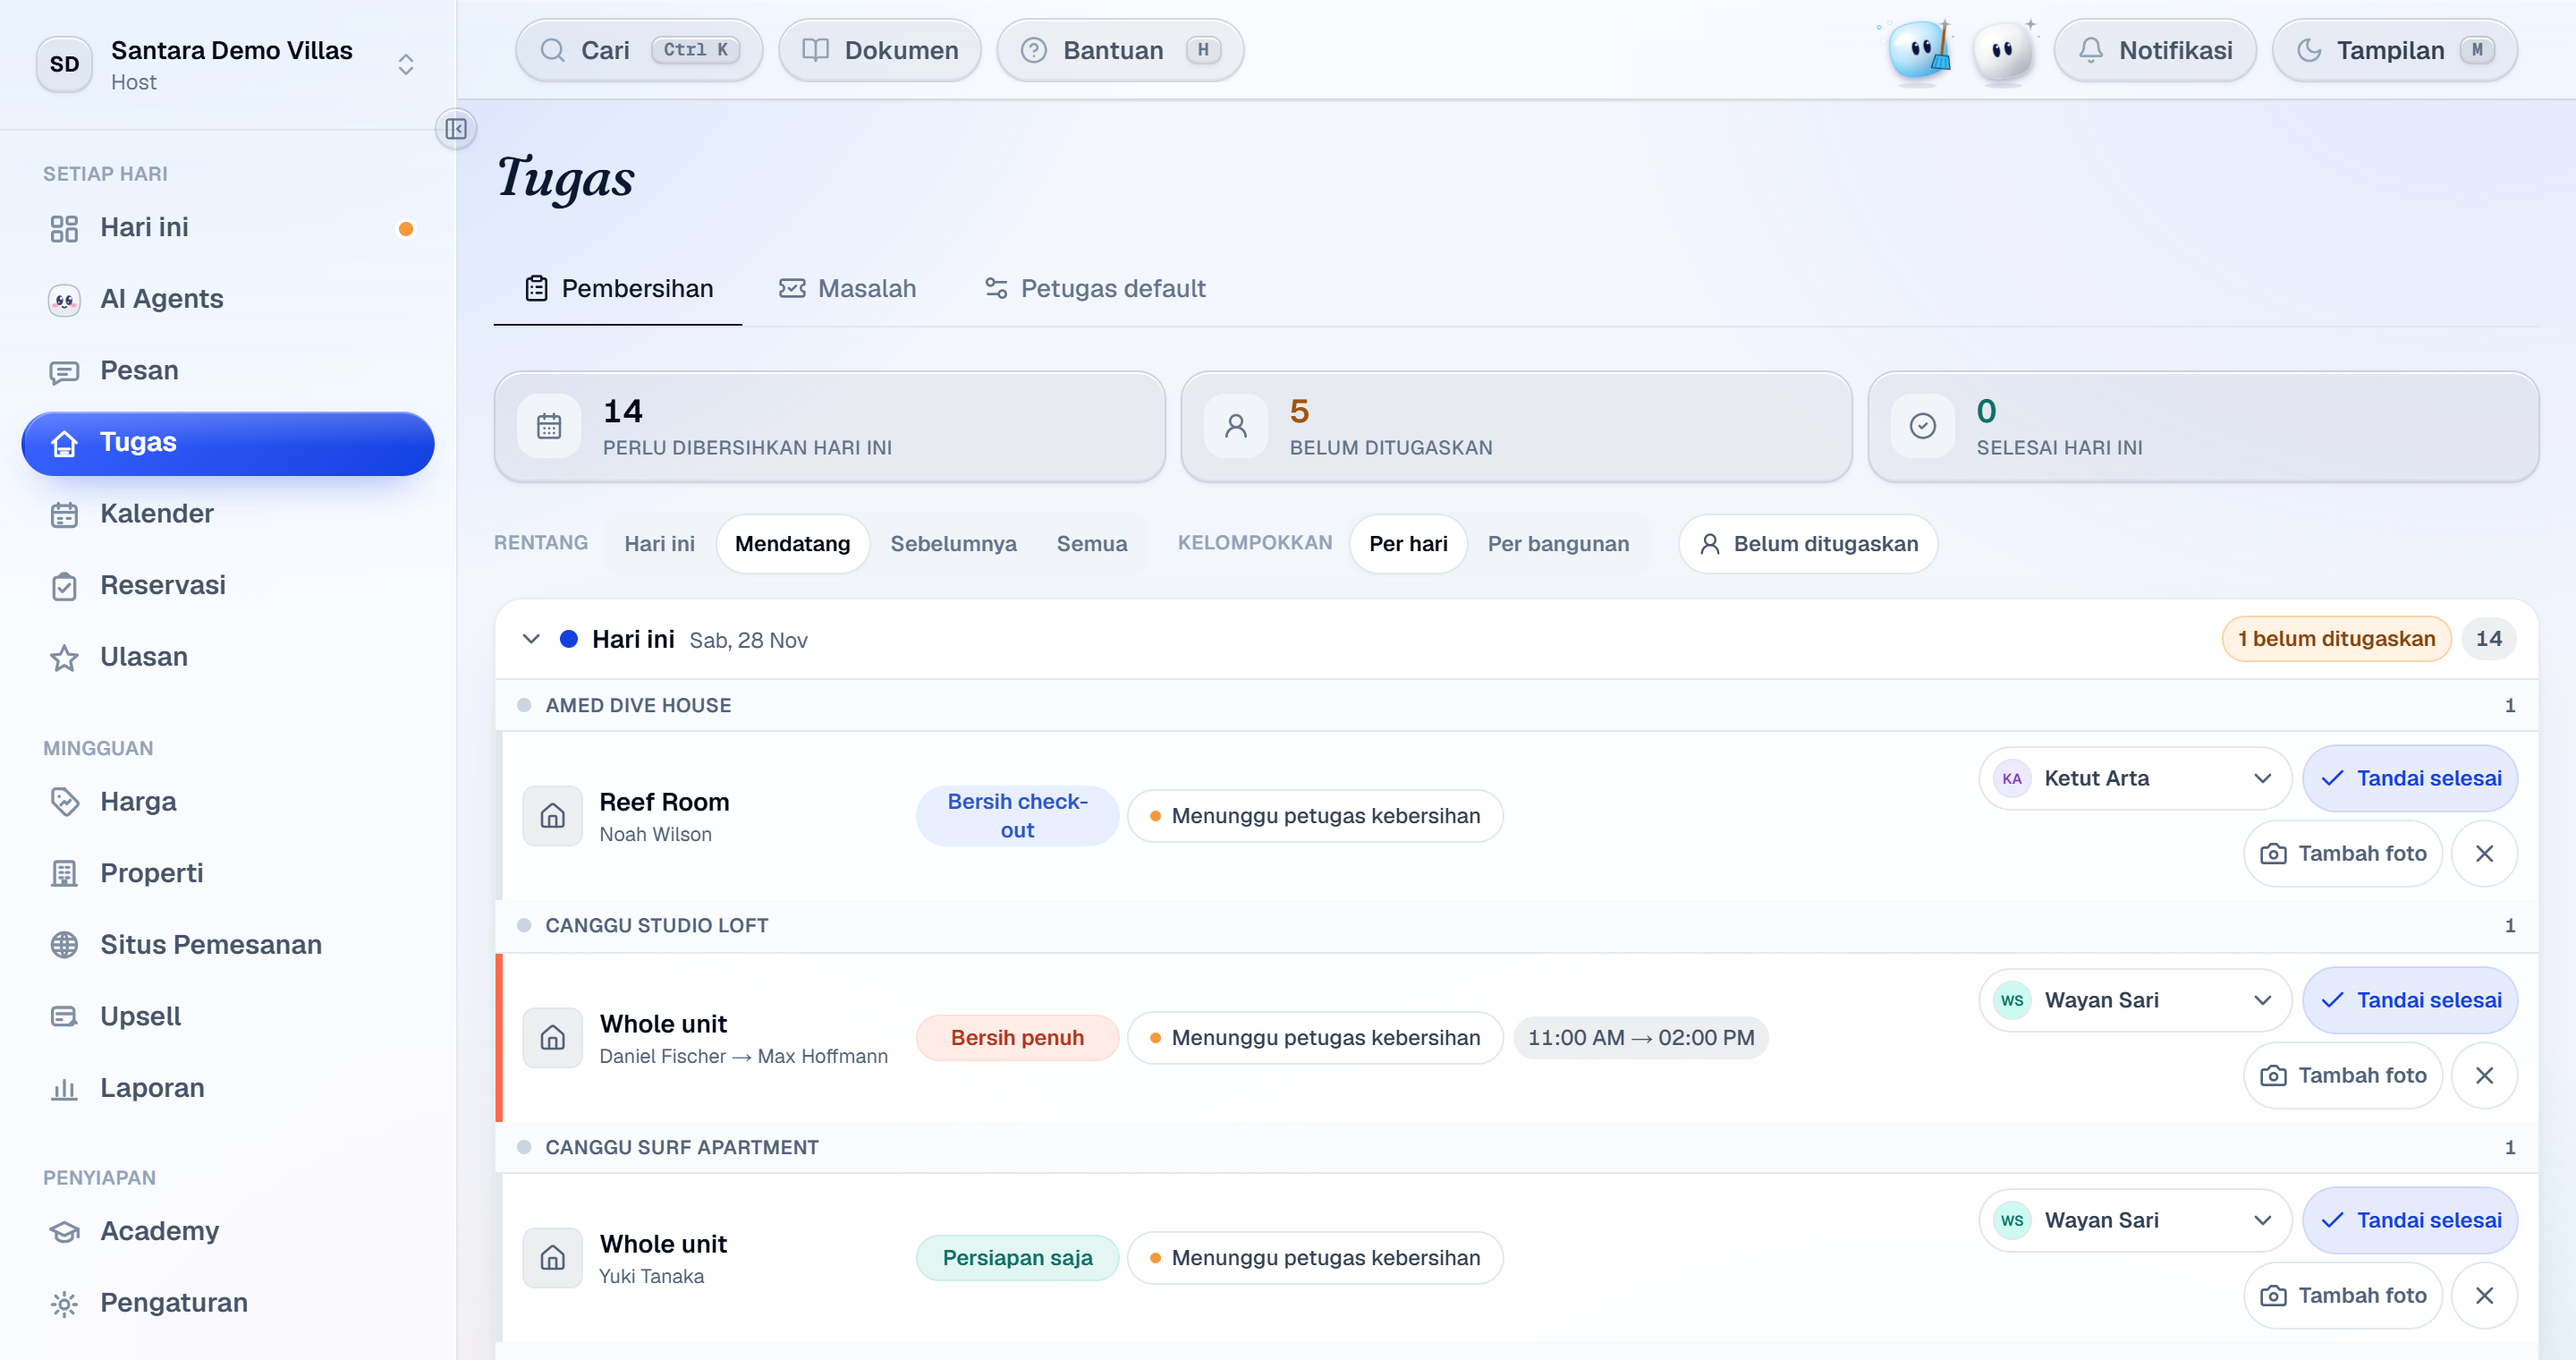 SD
Santara Demo Villas
Host
Cari Ctrl K
Dokumen
Bantuan H
Notifikasi
Tampilan M
SETIAP HARI
Hari ini
AI Agents
Pesan
Tugas
Kalender
Reservasi
Ulasan
MINGGUAN
Harga
Properti
Situs Pemesanan
Upsell
Laporan
PENYIAPAN
Academy
Pengaturan
Tugas
Pembersihan
Masalah
Petugas default
14
PERLU DIBERSIHKAN HARI INI
5
BELUM DITUGASKAN
0
SELESAI HARI INI
RENTANG Hari ini Mendatang Sebelumnya Semua KELOMPOKKAN Per hari Per bangunan Belum ditugaskan
Hari ini Sab, 28 Nov 1 belum ditugaskan 14
AMED DIVE HOUSE 1
Reef Room
Noah Wilson
Bersih check-
out
Menunggu petugas kebersihan
KA Ketut Arta
Tandai selesai
Tambah foto
CANGGU STUDIO LOFT 1
Whole unit
Daniel Fischer → Max Hoffmann
Bersih penuh
Menunggu petugas kebersihan
11:00 AM → 02:00 PM
WS Wayan Sari
Tandai selesai
Tambah foto
CANGGU SURF APARTMENT 1
Whole unit
Yuki Tanaka
Persiapan saja
Menunggu petugas kebersihan
WS Wayan Sari
Tandai selesai
Tambah foto